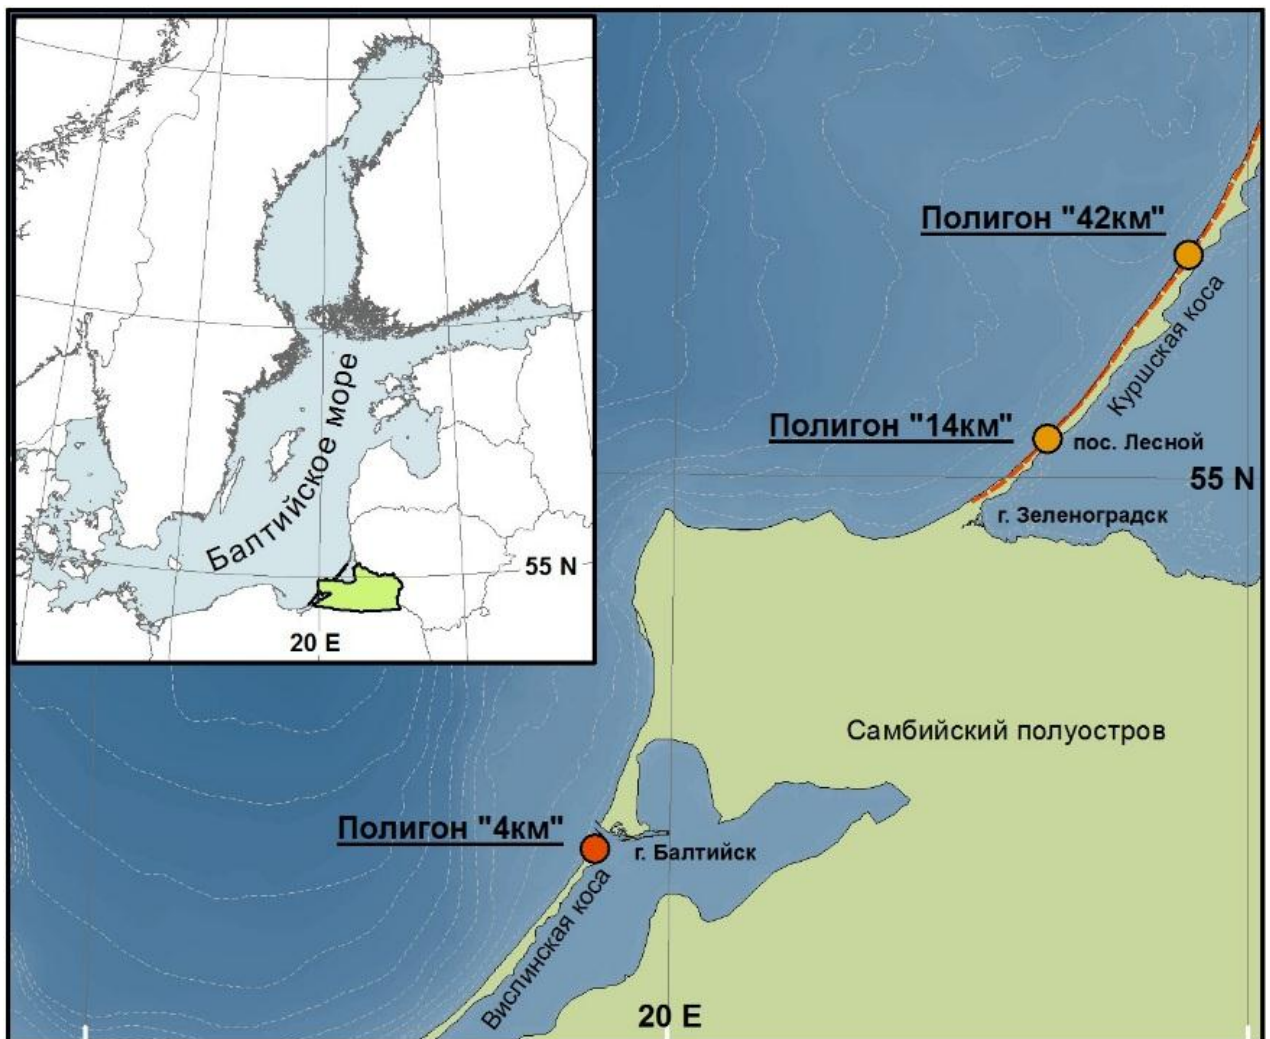 Балтийское море
55 N
20 E
Полигон "42км"
Куршская коса
Полигон "14км"
пос. Лесной
55 N
г. Зеленоградск
Самбийский полуостров
Полигон "4км"
г. Балтийск
Вислинская коса
20 E